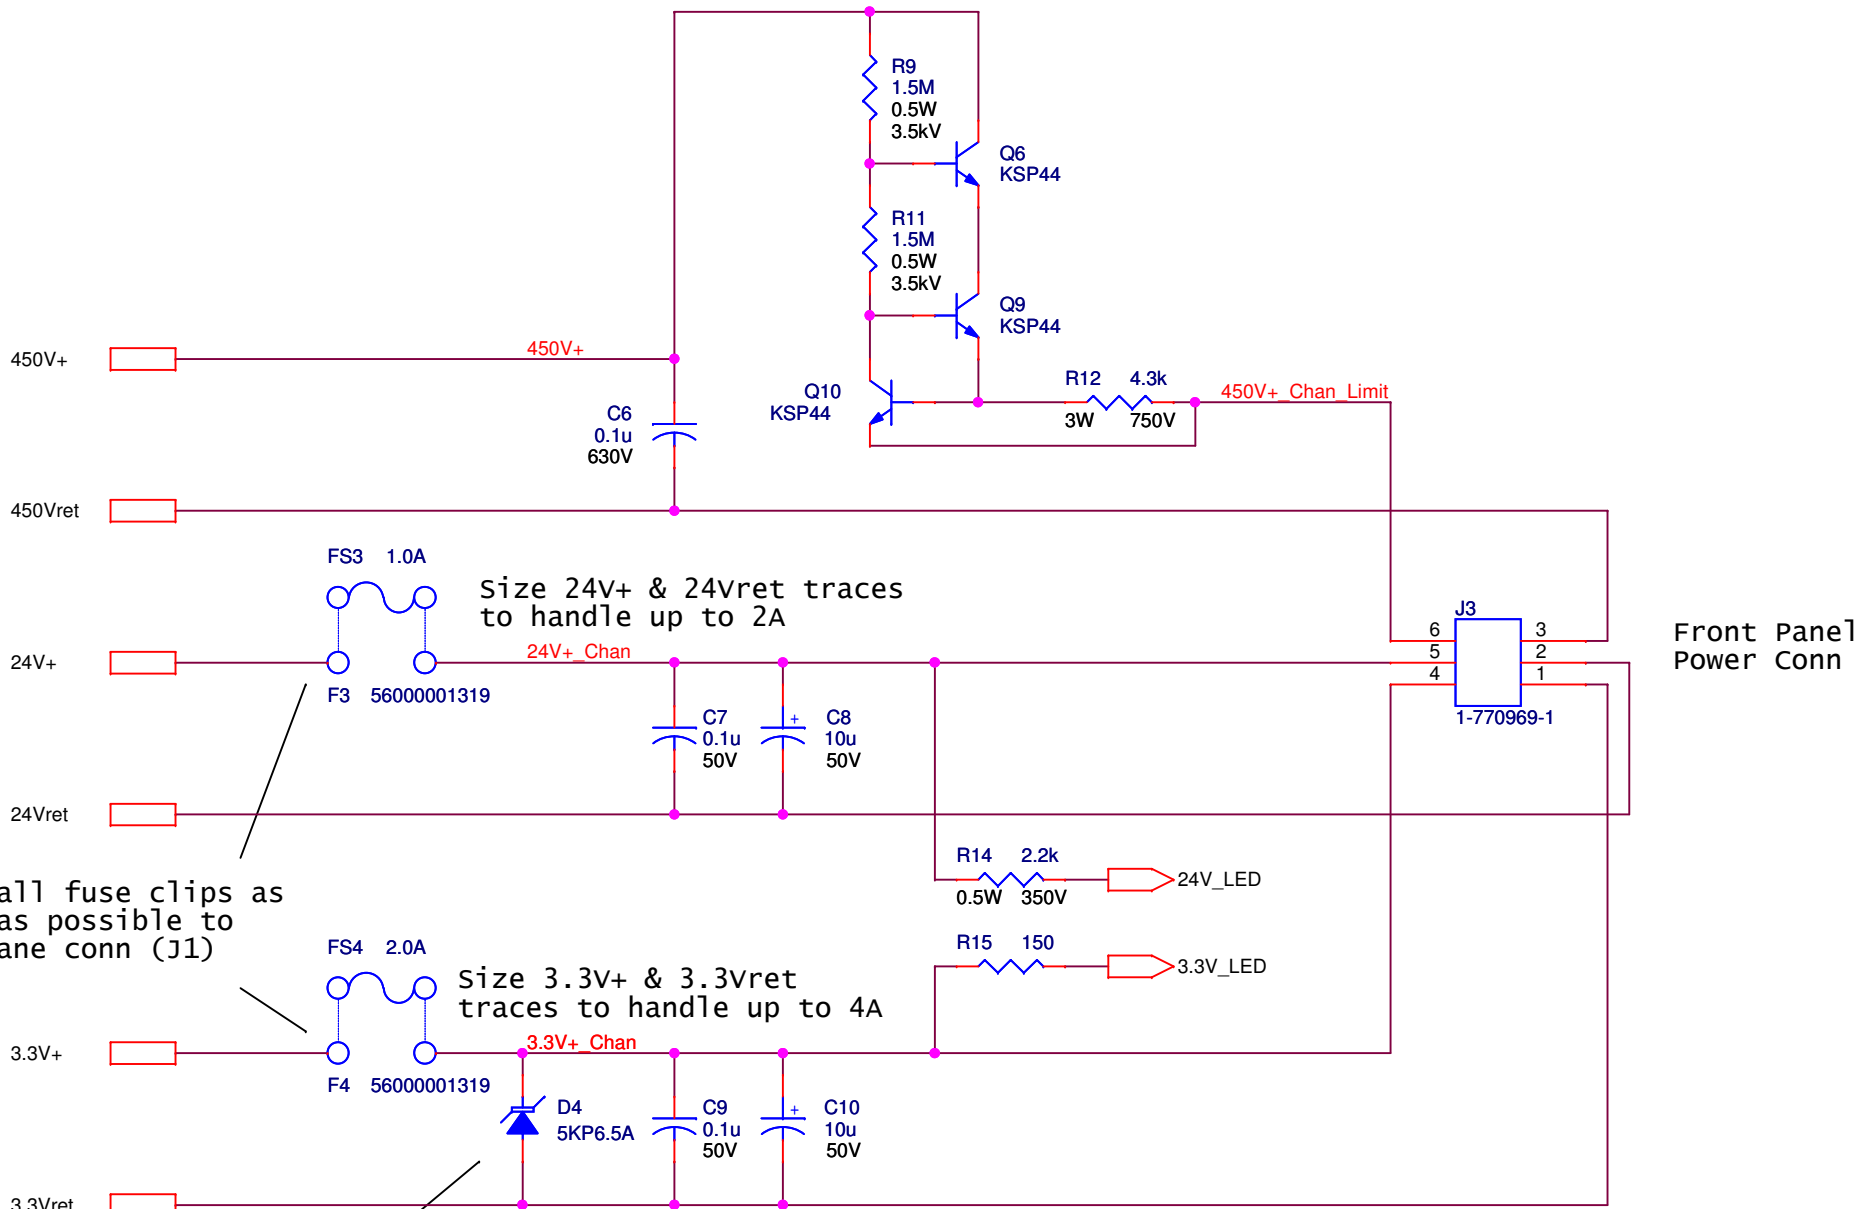 R9
1.5M
0.5W
3.5kV
Q6
KSP44
R11
1.5M
0.5W
3.5kV
Q9
KSP44
450V+
450V+
Q10
KSP44
R12 4.3k
3W 750V
450V+_Chan_Limit
C6
0.1u
630V
450Vret
FS3 1.0A
Size 24V+ & 24Vret traces
to handle up to 2A
24V+
24V+_Chan
F3 56000001319
J3
6 3
5 2
4 1
1-770969-1
Front Panel
Power Conn
C7
0.1u
50V
+
C8
10u
50V
24Vret
R14 2.2k
0.5W 350V
24V_LED
all fuse clips as
as possible to
ane conn (J1)
R15 150
3.3V_LED
FS4 2.0A
Size 3.3V+ & 3.3Vret
traces to handle up to 4A
3.3V+
3.3V+_Chan
F4 56000001319
D4
5KP6.5A
C9
0.1u
50V
+
C10
10u
50V
3.3Vret